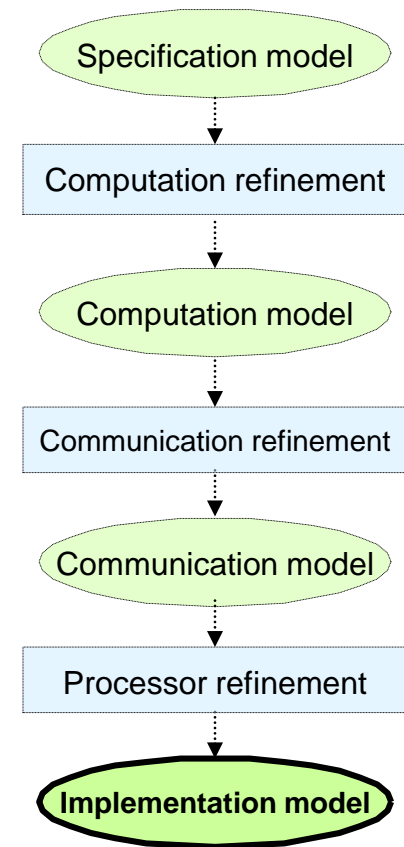 Specification model
Computation refinement
Computation model
Communication refinement
Communication model
Processor refinement
Implementation model